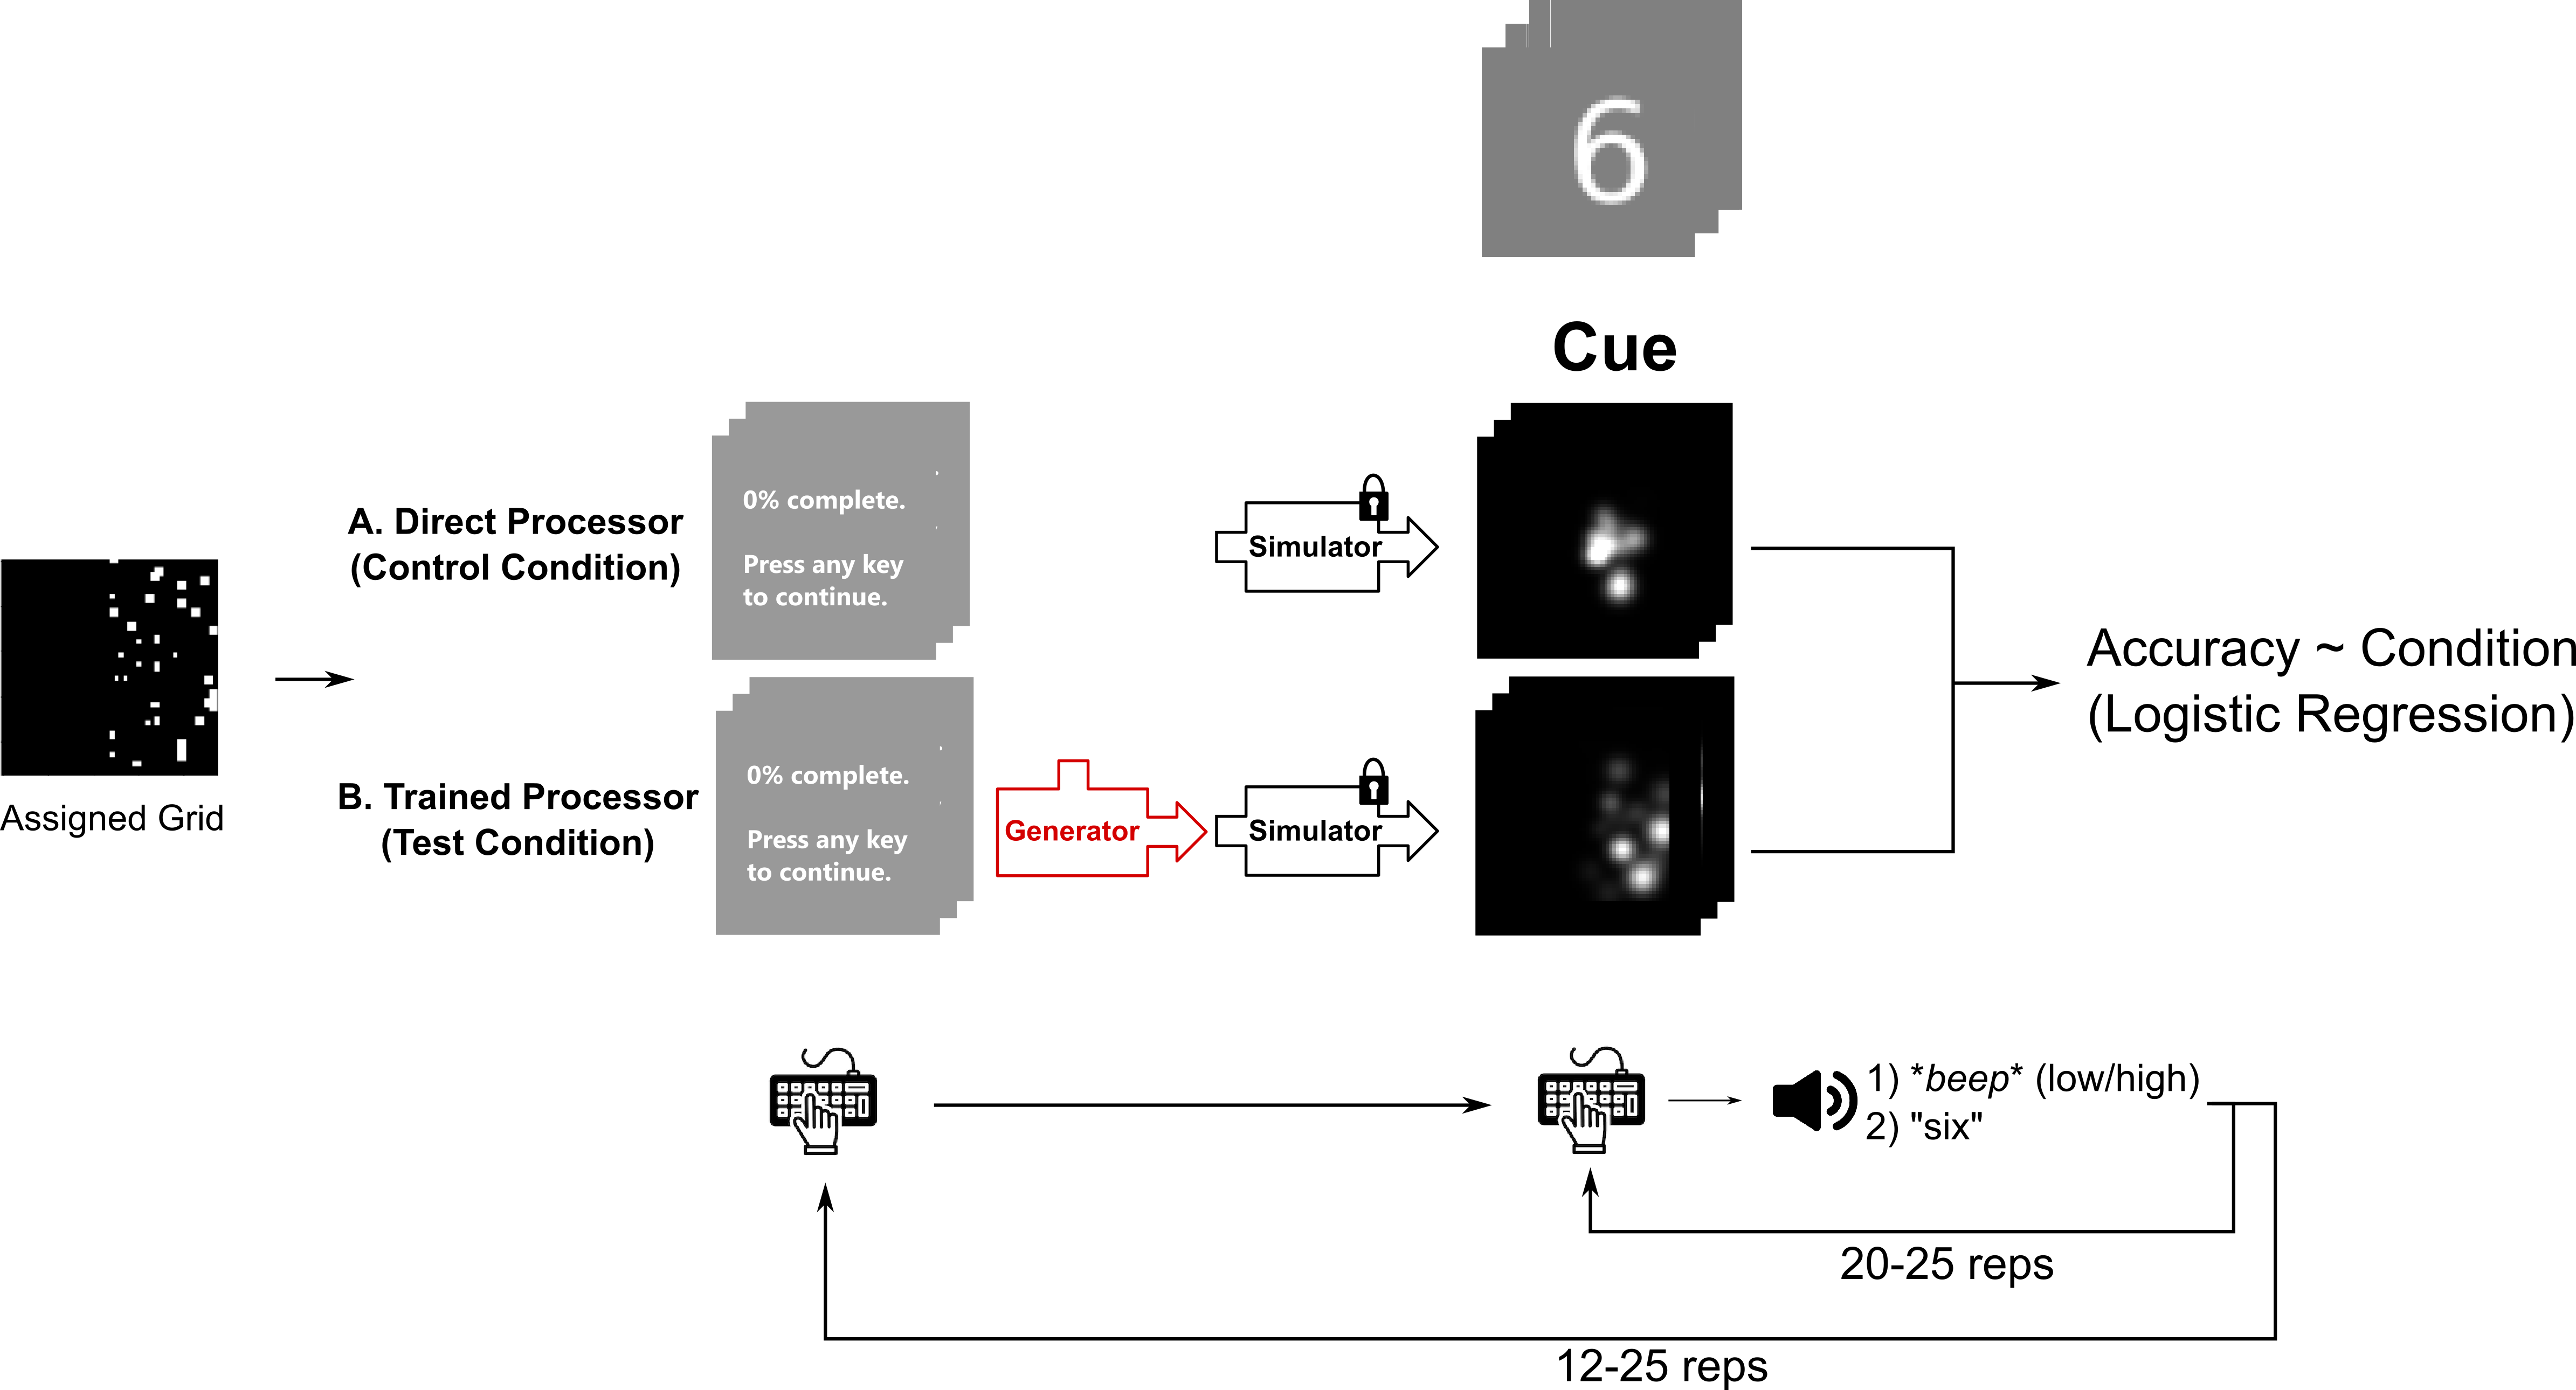 6
Cue
A. Direct Processor
(Control Condition)
0% complete.
Press any key
to continue.
Simulator
Assigned Grid
B. Trained Processor
(Test Condition)
0% complete.
Press any key
to continue.
Generator
Simulator
Accuracy ~ Condition
(Logistic Regression)
1) *beep* (low/high)
2) "six"
20-25 reps
12-25 reps